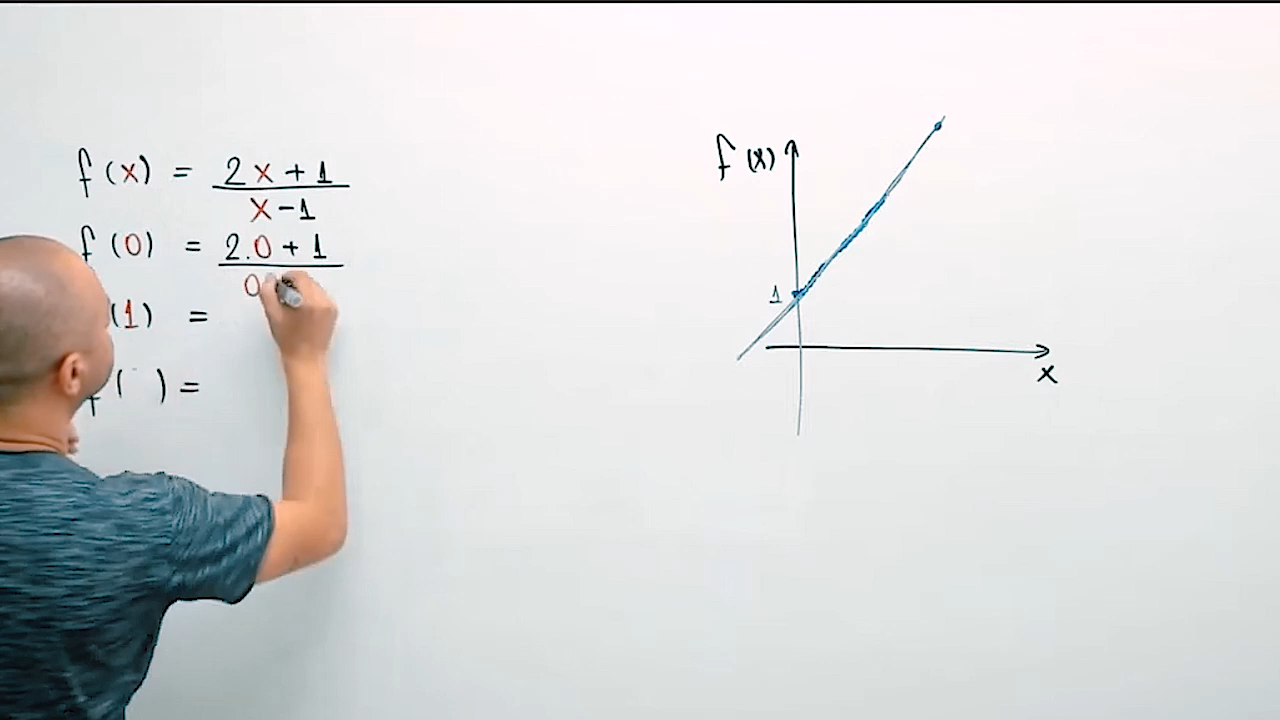 f(x) = 2x+1
x-1
f(0) = 2.0+1
0
(1) =
( ) =
f(x)
1
x